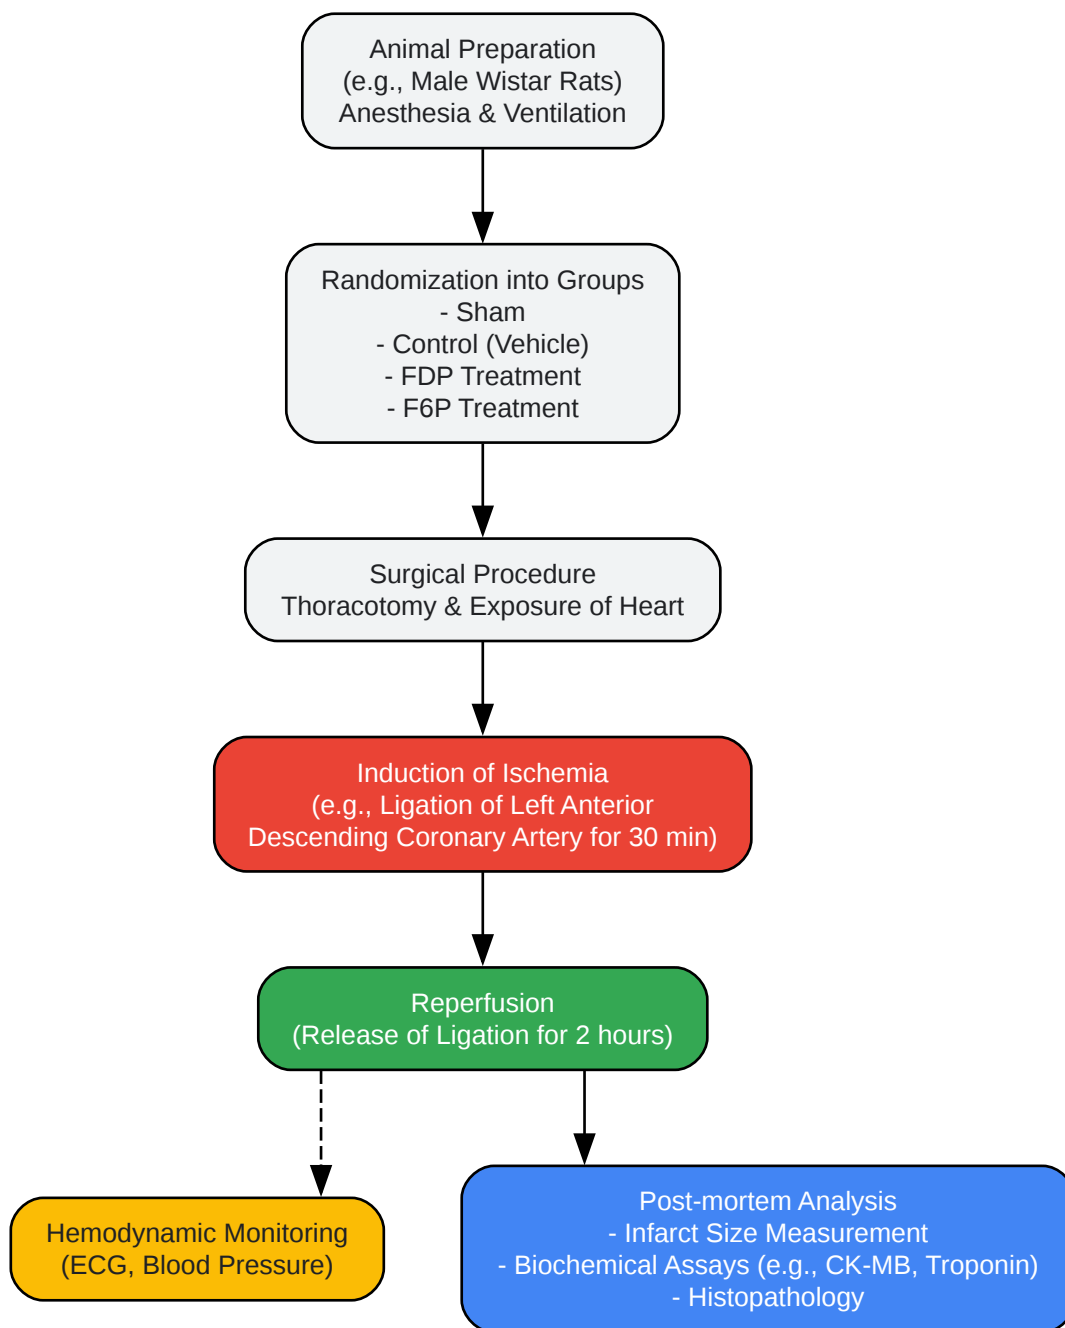 Animal Preparation
(e.g., Male Wistar Rats)
Anesthesia & Ventilation
Randomization into Groups
- Sham
- Control (Vehicle)
- FDP Treatment
- F6P Treatment
Surgical Procedure
Thoracotomy & Exposure of Heart
Induction of Ischemia
(e.g., Ligation of Left Anterior
Descending Coronary Artery for 30 min)
Reperfusion
(Release of Ligation for 2 hours)
Hemodynamic Monitoring
(ECG, Blood Pressure)
Post-mortem Analysis
- Infarct Size Measurement
- Biochemical Assays (e.g., CK-MB, Troponin)
- Histopathology